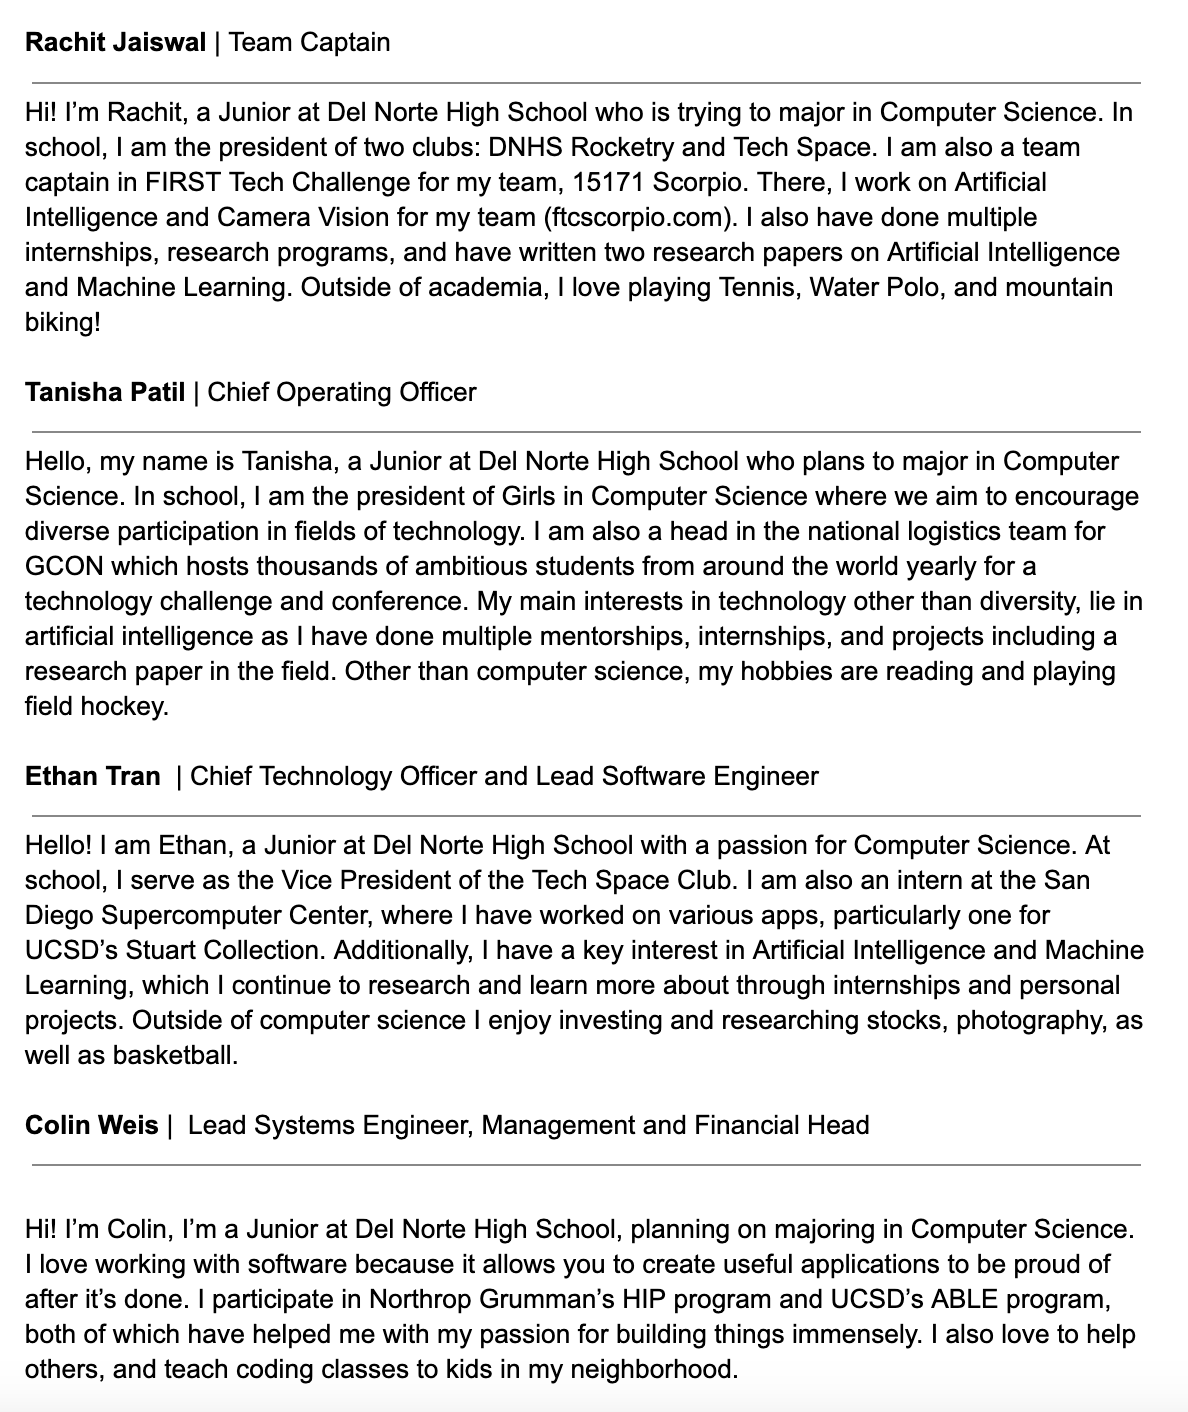 Rachit Jaiswal | Team Captain
Hi! I’m Rachit, a Junior at Del Norte High School who is trying to major in Computer Science. In
school, I am the president of two clubs: DNHS Rocketry and Tech Space. I am also a team
captain in FIRST Tech Challenge for my team, 15171 Scorpio. There, I work on Artificial
Intelligence and Camera Vision for my team (ftcscorpio.com). I also have done multiple
internships, research programs, and have written two research papers on Artificial Intelligence
and Machine Learning. Outside of academia, I love playing Tennis, Water Polo, and mountain
biking!
Tanisha Patil | Chief Operating Officer
Hello, my name is Tanisha, a Junior at Del Norte High School who plans to major in Computer
Science. In school, I am the president of Girls in Computer Science where we aim to encourage
diverse participation in fields of technology. I am also a head in the national logistics team for
GCON which hosts thousands of ambitious students from around the world yearly for a
technology challenge and conference. My main interests in technology other than diversity, lie in
artificial intelligence as I have done multiple mentorships, internships, and projects including a
research paper in the field. Other than computer science, my hobbies are reading and playing
field hockey.
Ethan Tran  | Chief Technology Officer and Lead Software Engineer
Hello! I am Ethan, a Junior at Del Norte High School with a passion for Computer Science. At
school, I serve as the Vice President of the Tech Space Club. I am also an intern at the San
Diego Supercomputer Center, where I have worked on various apps, particularly one for
UCSD’s Stuart Collection. Additionally, I have a key interest in Artificial Intelligence and Machine
Learning, which I continue to research and learn more about through internships and personal
projects. Outside of computer science I enjoy investing and researching stocks, photography, as
well as basketball.
Colin Weis |  Lead Systems Engineer, Management and Financial Head
Hi! I’m Colin, I’m a Junior at Del Norte High School, planning on majoring in Computer Science.
I love working with software because it allows you to create useful applications to be proud of
after it’s done. I participate in Northrop Grumman’s HIP program and UCSD’s ABLE program,
both of which have helped me with my passion for building things immensely. I also love to help
others, and teach coding classes to kids in my neighborhood.